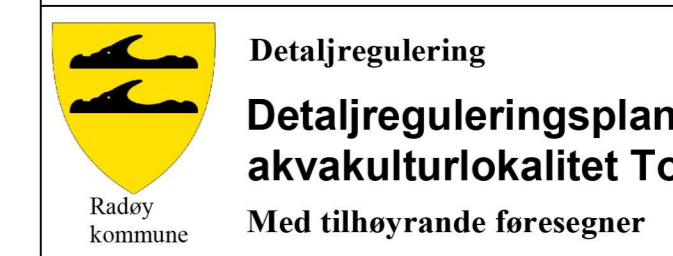 Detaljregulering
Detaljreguleringsplan
akvakulturlokalitet
Med tilhøyrande føresegner
Radøy
kommune